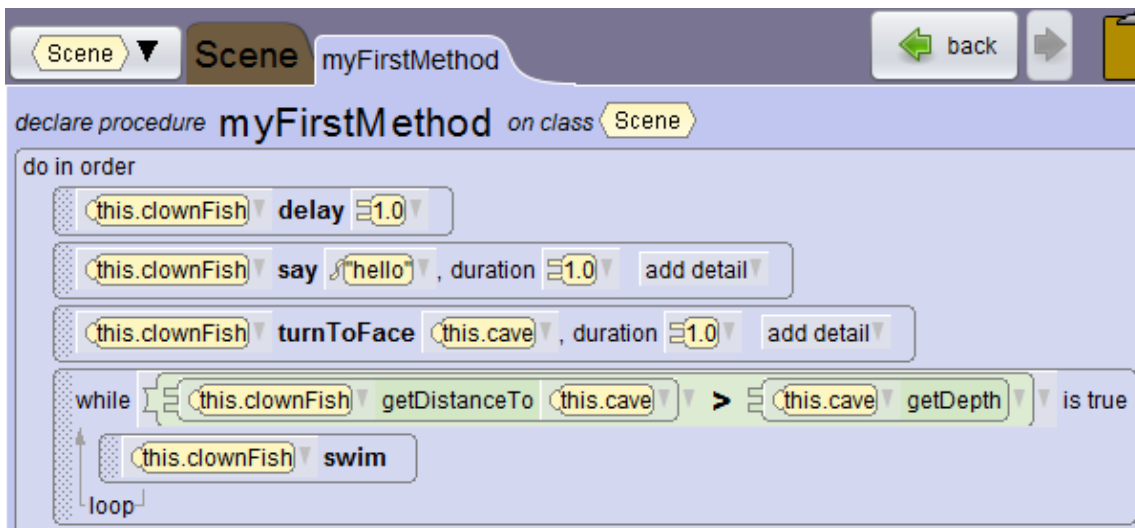 Scene Scene myFirstMethod back
declare procedure myFirstMethod on class Scene
do in order
this.clownFish delay 1.0
this.clownFish say "hello" , duration 1.0 add detail
this.clownFish turnToFace this.cave , duration 1.0 add detail
while this.clownFish getDistanceTo this.cave > this.cave getDepth is true
this.clownFish swim
loop